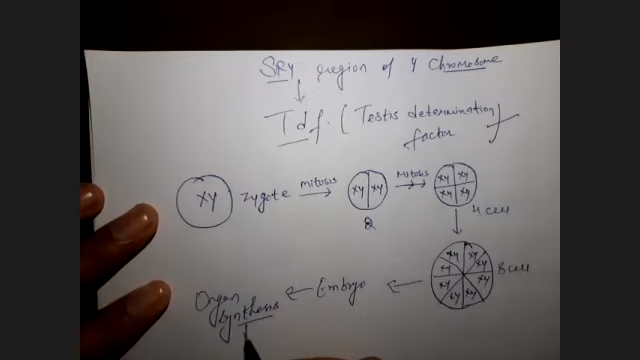 SRY region of Y Chromosome
Tdf. (Testis determination
factor)
XY Zygote Mitosis XY XY Mitosis XY XY XY XY
2
4 cell
XY XY XY XY XY XY XY XY 8 cell
Embryo
Organ
Synthesis